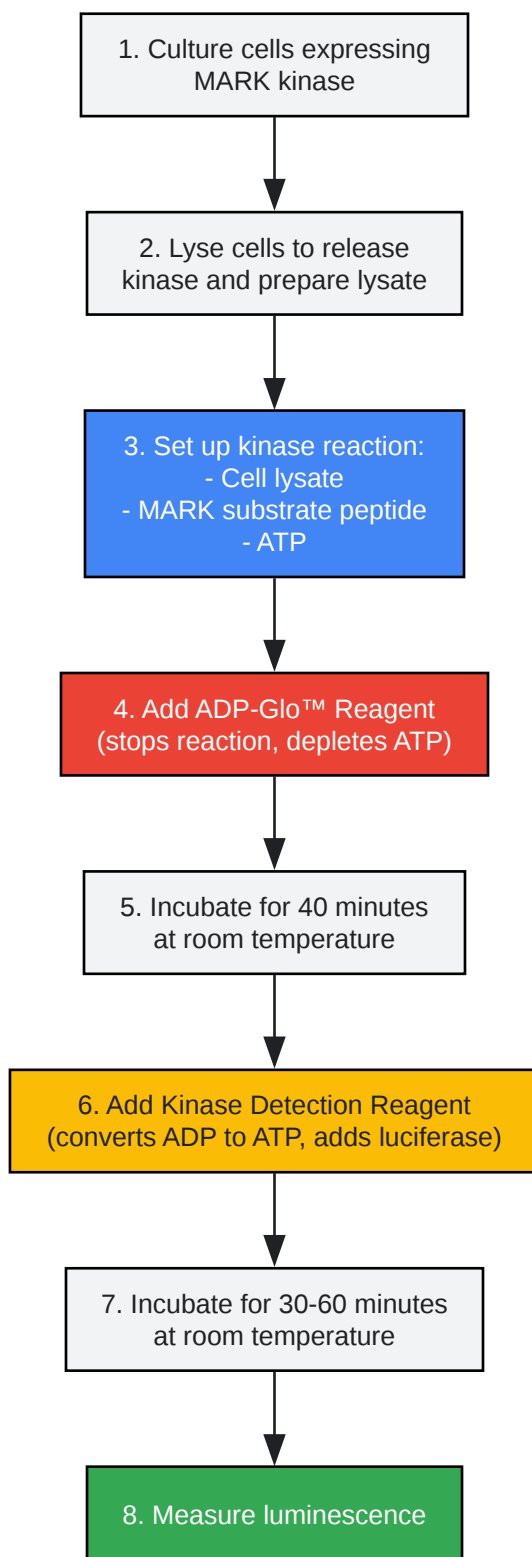 1. Culture cells expressing
MARK kinase
2. Lyse cells to release
kinase and prepare lysate
3. Set up kinase reaction:
- Cell lysate
- MARK substrate peptide
- ATP
4. Add ADP-Glo™ Reagent
(stops reaction, depletes ATP)
5. Incubate for 40 minutes
at room temperature
6. Add Kinase Detection Reagent
(converts ADP to ATP, adds luciferase)
7. Incubate for 30-60 minutes
at room temperature
8. Measure luminescence